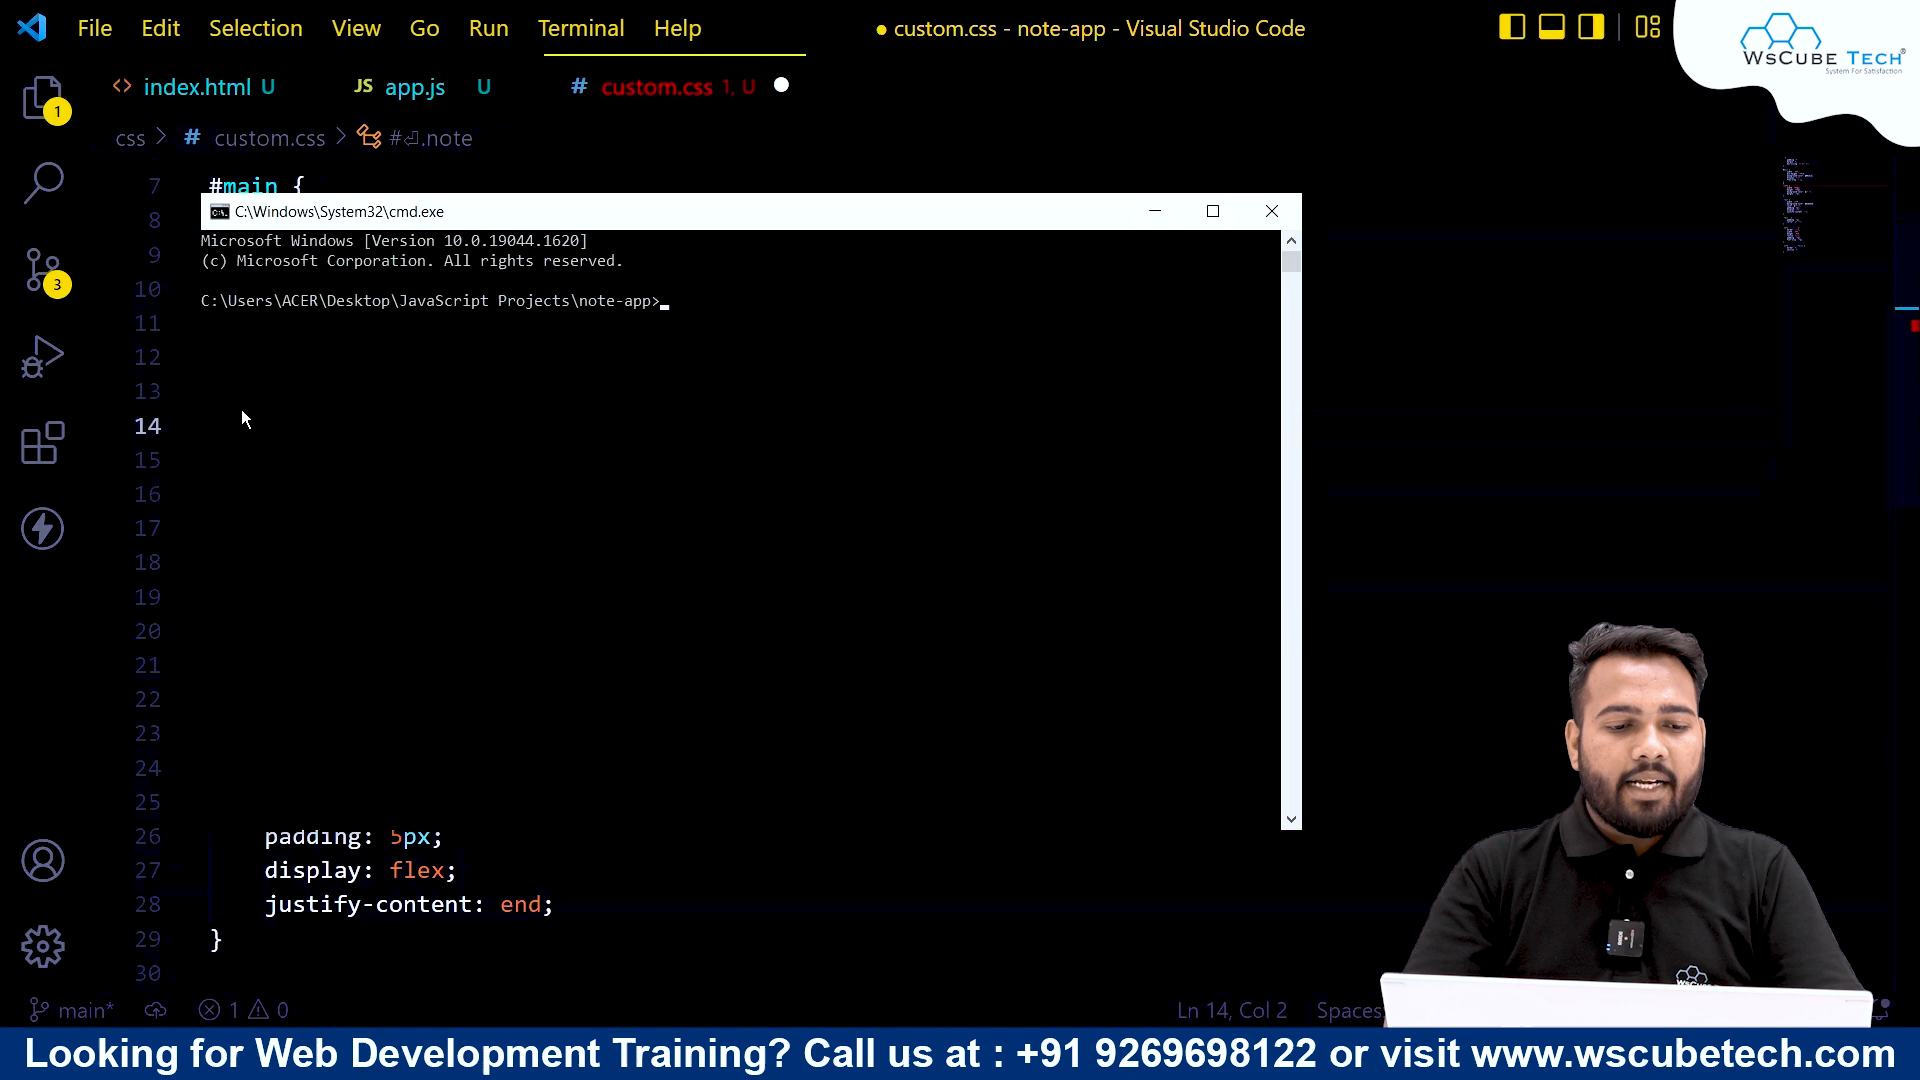 File Edit Selection View Go Run Terminal Help
● custom.css - note-app - Visual Studio Code
WsCube Tech®
System For Satisfaction
<> index.html U
JS app.js U
# custom.css 1, U
css > # custom.css > #⏎.note
1
3
7 #main {
8
9
10
11
12
13
14
15
16
17
18
19
20
21
22
23
24
25
C:\Windows\System32\cmd.exe
Microsoft Windows [Version 10.0.19044.1620]
(c) Microsoft Corporation. All rights reserved.
C:\Users\ACER\Desktop\JavaScript Projects\note-app>
26 padding: 5px;
27 display: flex;
28 justify-content: end;
29 }
30
main* 1 0
Ln 14, Col 2 Spaces:
Looking for Web Development Training? Call us at : +91 9269698122 or visit www.wscubetech.com